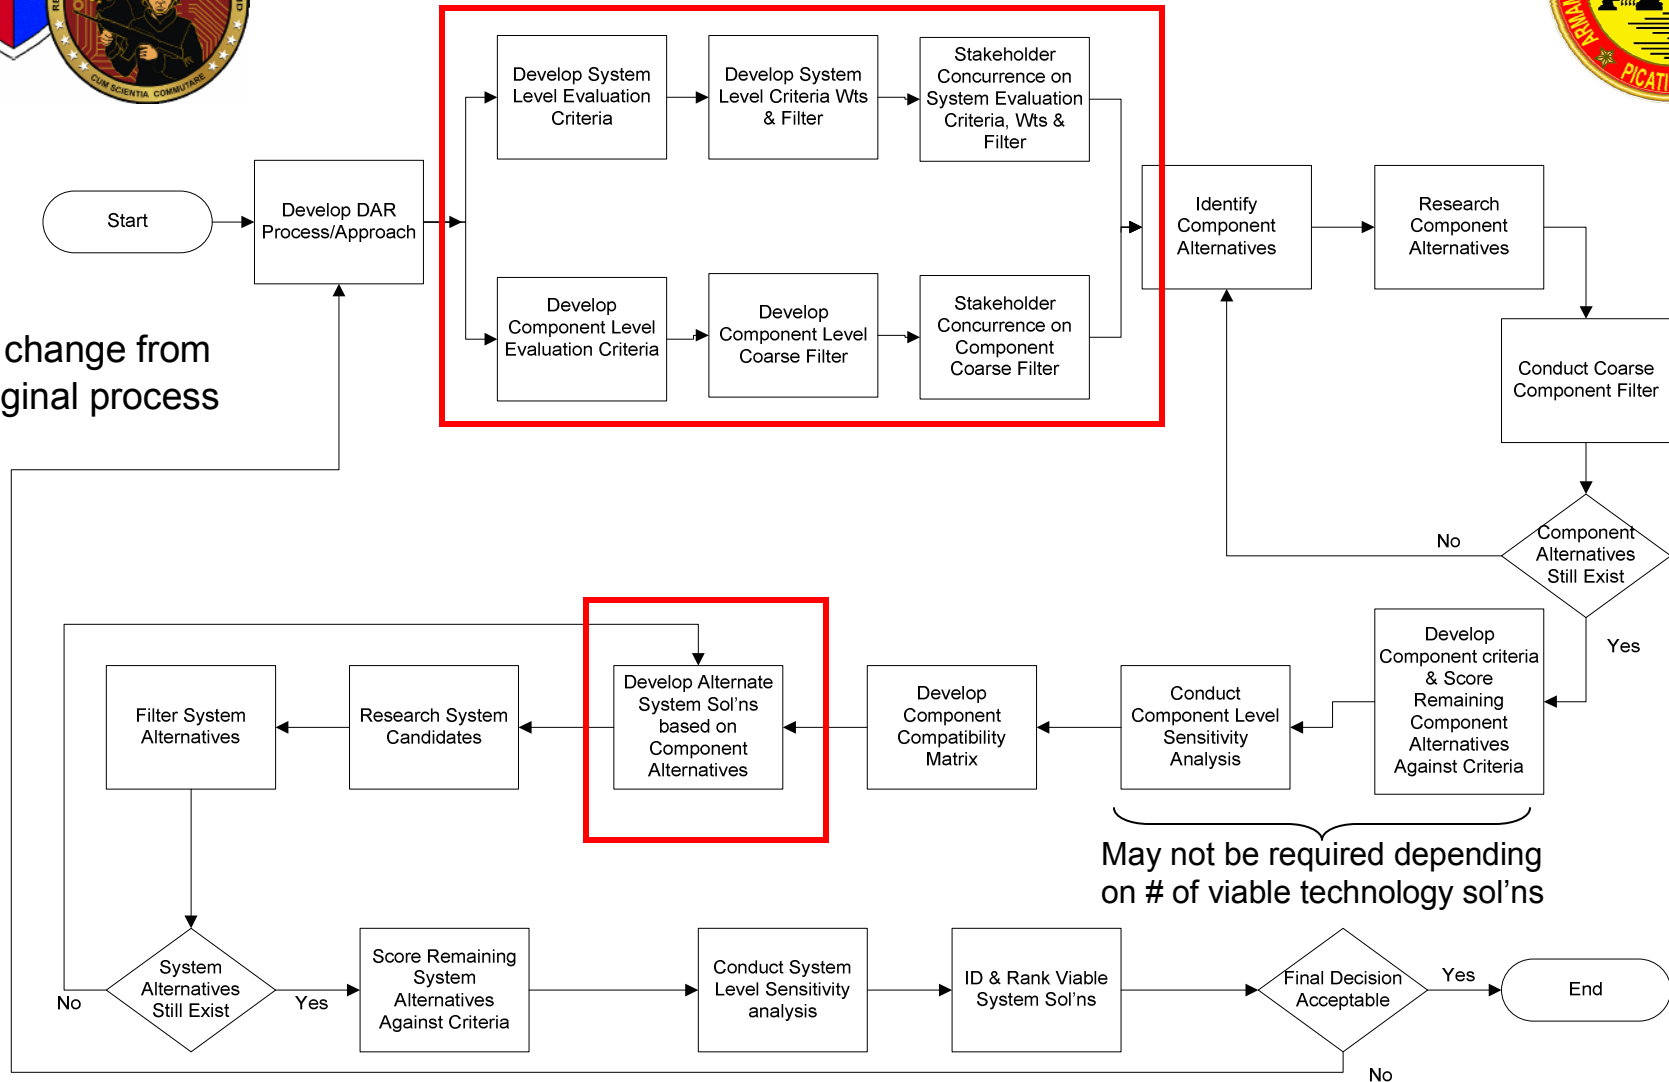 CUM SCIENTIA COMMUTARE
Develop System
Level Evaluation
Criteria
Develop System
Level Criteria Wts
& Filter
Stakeholder
Concurrence on
System Evaluation
Criteria, Wts &
Filter
Start
Develop DAR
Process/Approach
Identify
Component
Alternatives
Research
Component
Alternatives
Develop
Component Level
Evaluation Criteria
Develop
Component Level
Coarse Filter
Stakeholder
Concurrence on
Component
Coarse Filter
change from
ginal process
Conduct Coarse
Component Filter
No
Component
Alternatives
Still Exist
Yes
Filter System
Alternatives
Research System
Candidates
Develop Alternate
System Sol'ns
based on
Component
Alternatives
Develop
Component
Compatibility
Matrix
Conduct
Component Level
Sensitivity
Analysis
Develop
Component criteria
& Score
Remaining
Component
Alternatives
Against Criteria
May not be required depending
on # of viable technology sol'ns
System
Alternatives
Still Exist
No
Yes
Score Remaining
System
Alternatives
Against Criteria
Conduct System
Level Sensitivity
analysis
ID & Rank Viable
System Sol'ns
Final Decision
Acceptable
Yes
End
No